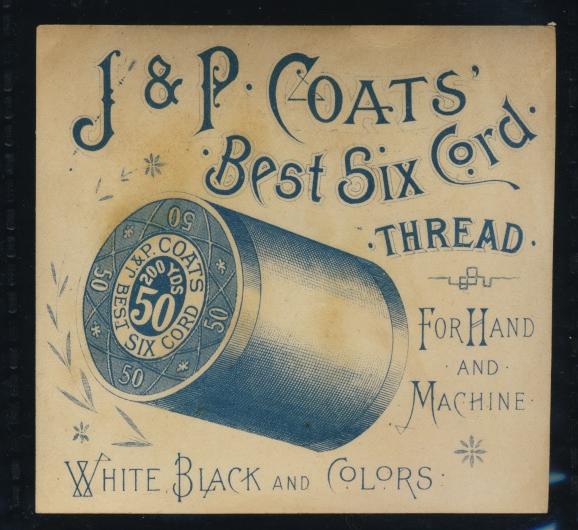 J & P. COATS'
Best Six Cord.
THREAD.
J & P. COATS
BEST SIX CORD
200 YDS
50
50
50
50
50
FOR HAND
AND
MACHINE
WHITE, BLACK AND COLORS.